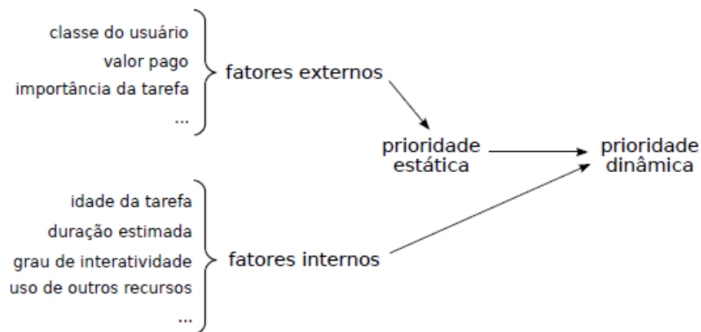 classe do usuário
valor pago
importância da tarefa
...
fatores externos
prioridade
estática
prioridade
dinâmica
idade da tarefa
duração estimada
grau de interatividade
uso de outros recursos
...
fatores internos